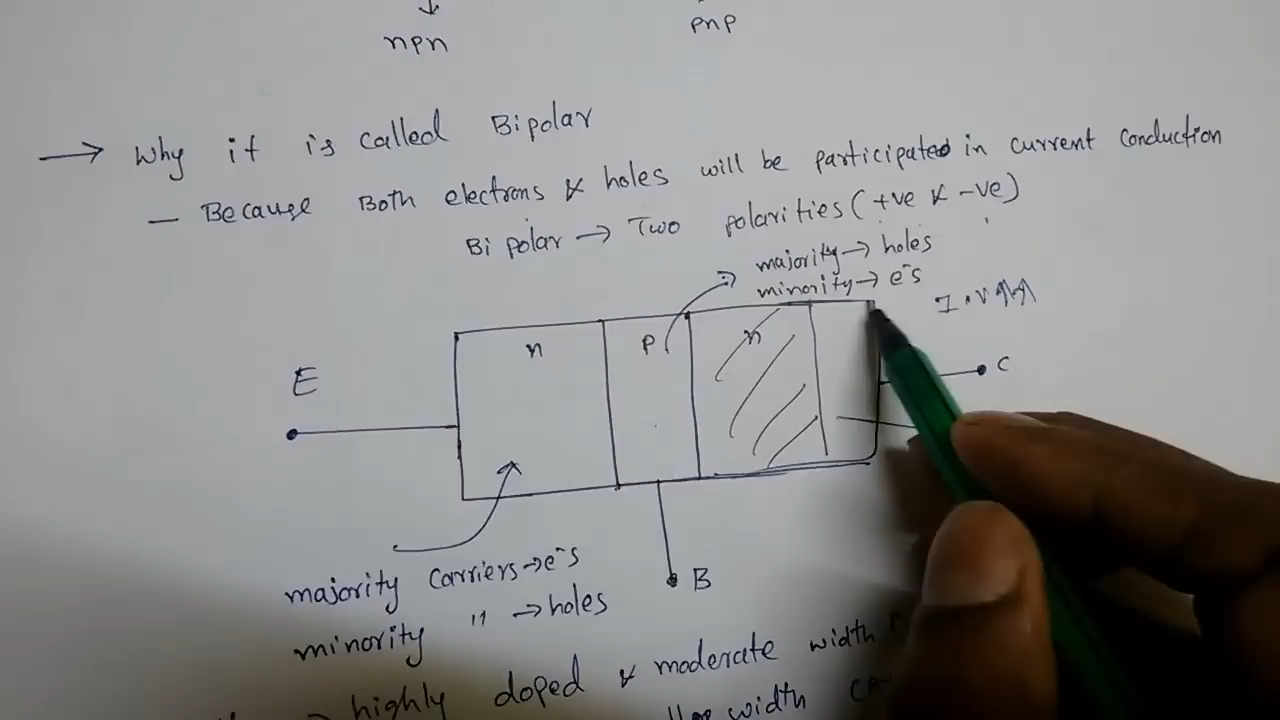 npn
pnp
→ Why it is called Bipolar
— Because Both electrons & holes will be participated in current conduction
Bi polar → Two polarities (+ve & -ve)
majority → holes
minority → e⁻s
n
P
n
E
C
B
majority carriers → e⁻s
minority " → holes
→ highly doped & moderate width
width